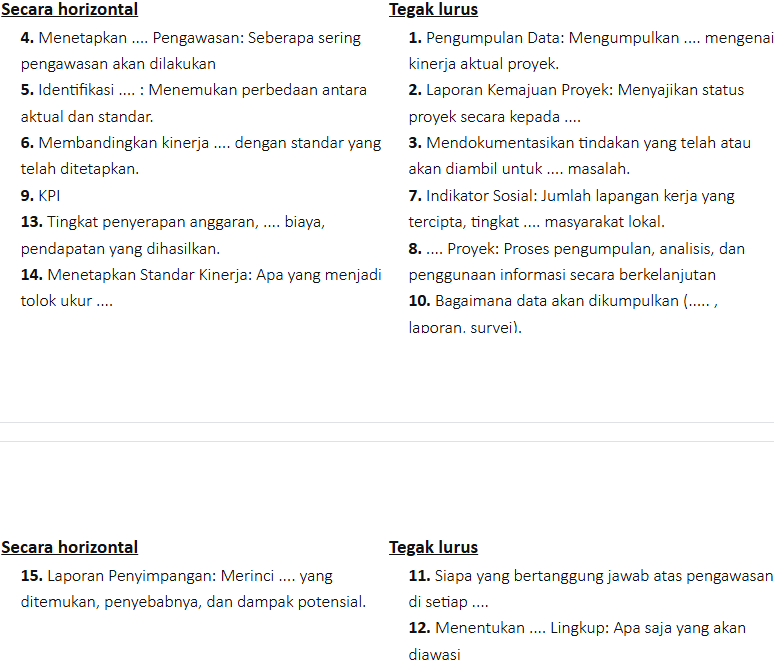 Secara horizontal
4. Menetapkan .... Pengawasan: Seberapa sering
pengawasan akan dilakukan
5. Identifikasi .... : Menemukan perbedaan antara
aktual dan standar.
6. Membandingkan kinerja .... dengan standar yang
telah ditetapkan.
9. KPI
13. Tingkat penyerapan anggaran, .... biaya,
pendapatan yang dihasilkan.
14. Menetapkan Standar Kinerja: Apa yang menjadi
tolok ukur ....
Tegak lurus
1. Pengumpulan Data: Mengumpulkan .... mengenai
kinerja aktual proyek.
2. Laporan Kemajuan Proyek: Menyajikan status
proyek secara kepada ....
3. Mendokumentasikan tindakan yang telah atau
akan diambil untuk .... masalah.
7. Indikator Sosial: Jumlah lapangan kerja yang
tercipta, tingkat .... masyarakat lokal.
8. .... Proyek: Proses pengumpulan, analisis, dan
penggunaan informasi secara berkelanjutan
10. Bagaimana data akan dikumpulkan (..... ,
laporan, survei).
Secara horizontal
15. Laporan Penyimpangan: Merinci .... yang
ditemukan, penyebabnya, dan dampak potensial.
Tegak lurus
11. Siapa yang bertanggung jawab atas pengawasan
di setiap ....
12. Menentukan .... Lingkup: Apa saja yang akan
diawasi